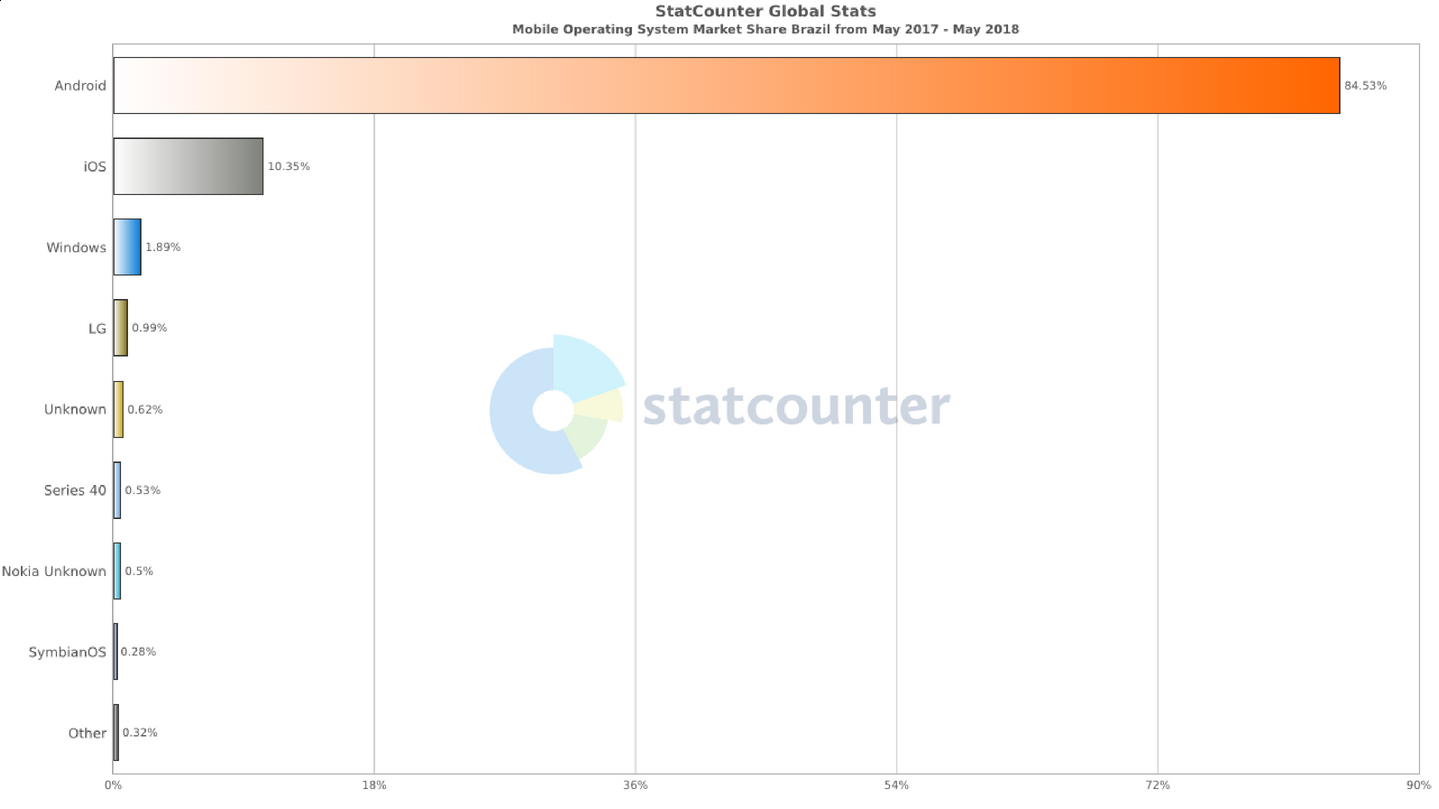 StatCounter Global Stats
Mobile Operating System Market Share Brazil from May 2017 - May 2018
Android 84.53%
iOS 10.35%
Windows 1.89%
LG 0.99%
statcounter
Unknown 0.62%
Series 40 0.53%
Nokia Unknown 0.5%
SymbianOS 0.28%
Other 0.32%
0% 18% 36% 54% 72% 90%